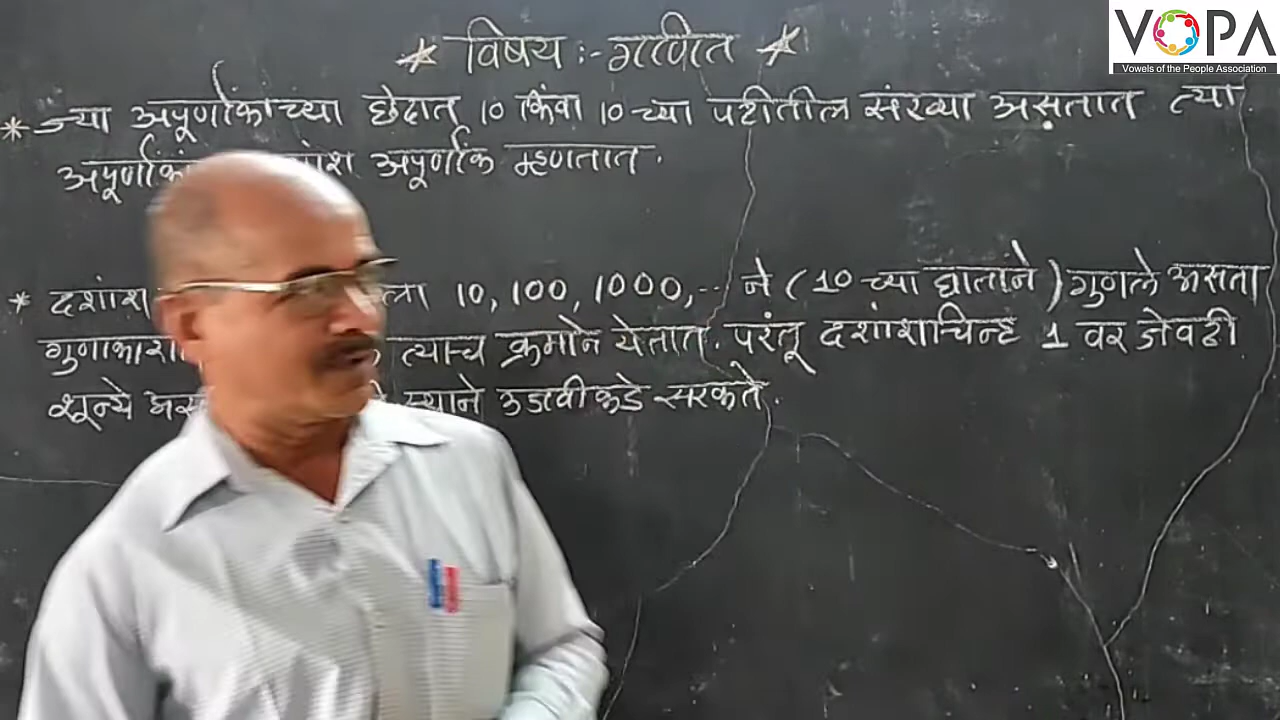 VOPA
Vowels of the People Association
* विषय :- गणित *
* ज्या अपूर्णांकाच्या छेदात 10 किंवा 10 च्या पटीतील संख्या असतात त्या
अपूर्णांकां ांश अपूर्णांक म्हणतात.
* दशांश ला 10, 100, 1000, .. ने ( 10 च्या घातांने ) गुणले असता
गुणाकारा त्याच क्रमाने येतात. परंतू दशांशचिन्ह 1 वर जेवढी
शून्ये अस स्थाने उजवीकडे सरकते.